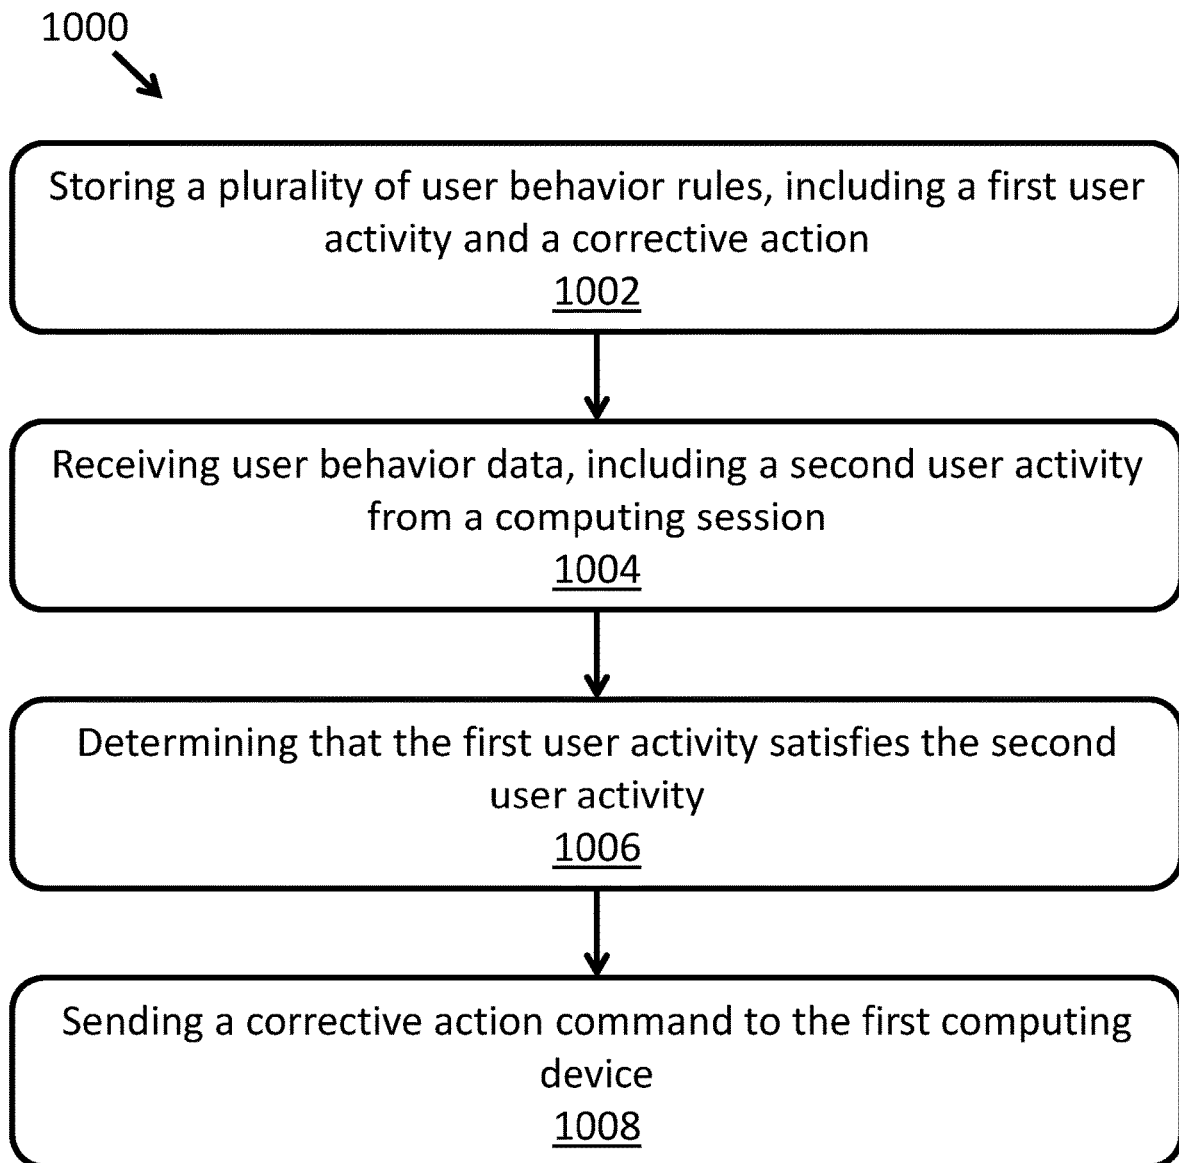 1000
Storing a plurality of user behavior rules, including a first user
activity and a corrective action
1002
Receiving user behavior data, including a second user activity
from a computing session
1004
Determining that the first user activity satisfies the second
user activity
1006
Sending a corrective action command to the first computing
device
1008